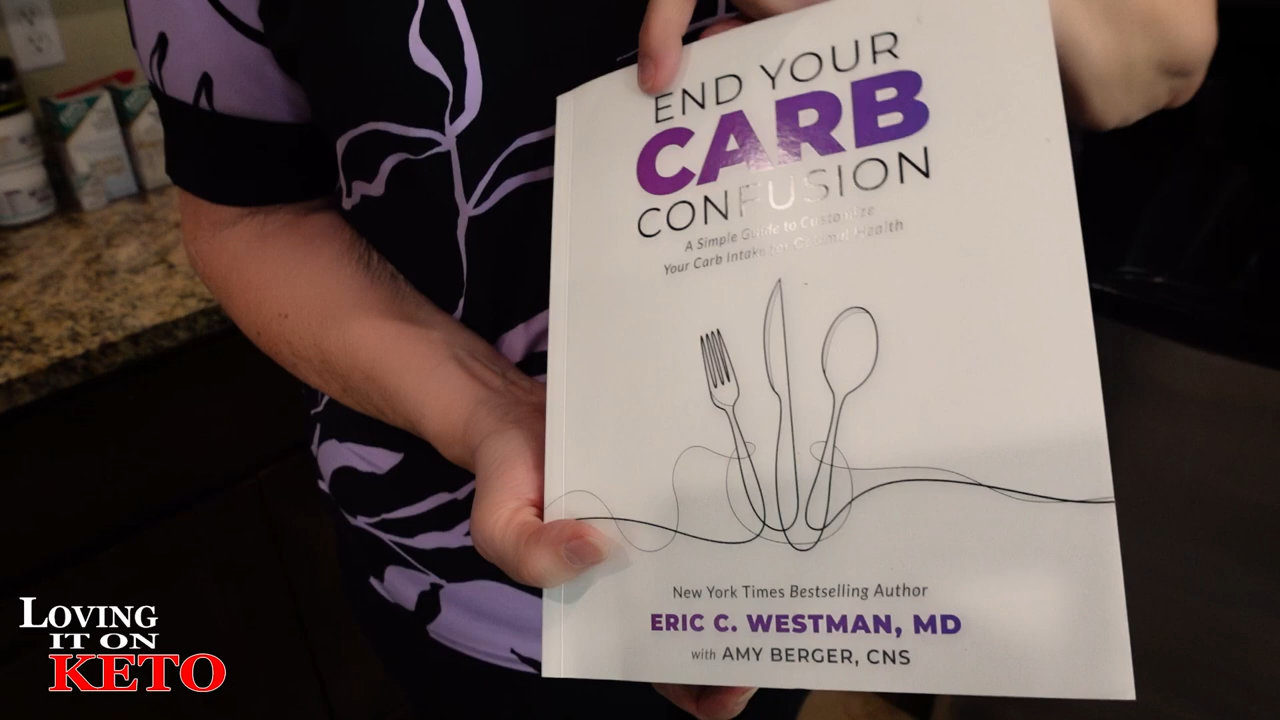 END YOUR
CARB
CONFUSION
A Simple Guide to Customize
Your Carb Intake for Optimal Health
New York Times Bestselling Author
ERIC C. WESTMAN, MD
with AMY BERGER, CNS
LOVING
IT ON
KETO